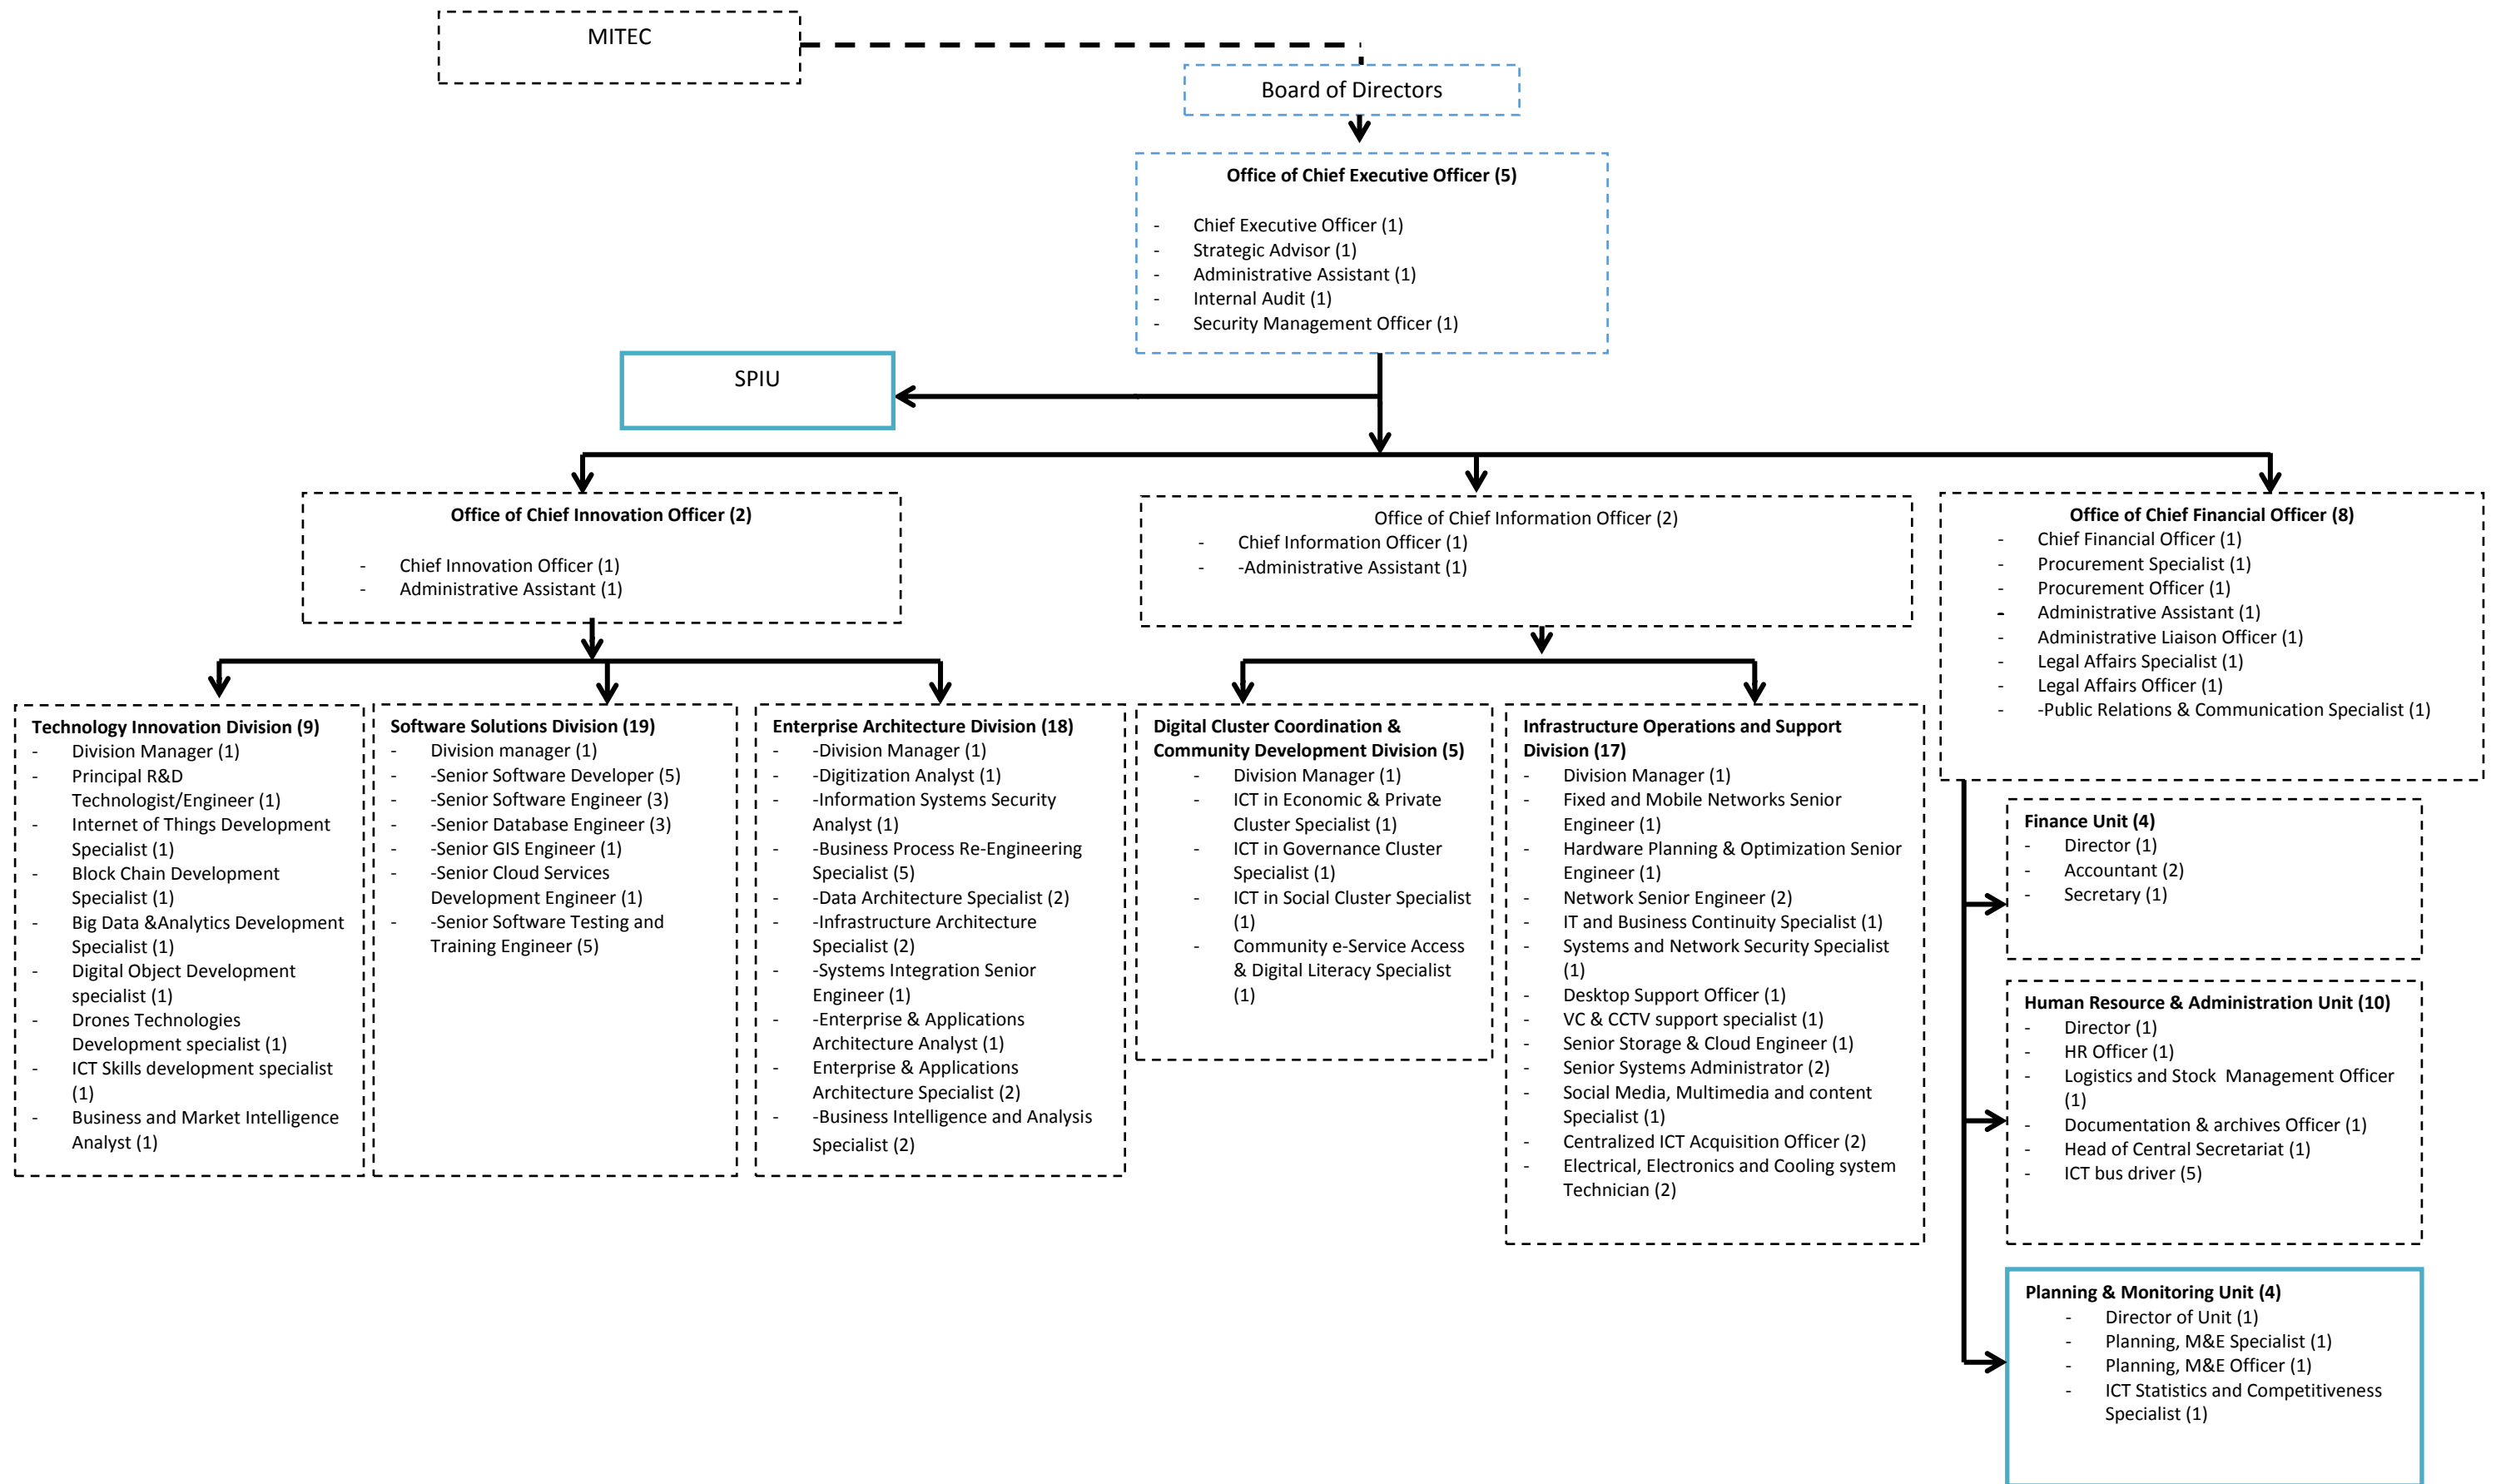 MITEC
Board of Directors
Office of Chief Executive Officer (5)
- Chief Executive Officer (1)
- Strategic Advisor (1)
- Administrative Assistant (1)
- Internal Audit (1)
- Security Management Officer (1)
SPIU
Office of Chief Innovation Officer (2)
- Chief Innovation Officer (1)
- Administrative Assistant (1)
Office of Chief Information Officer (2)
- Chief Information Officer (1)
- -Administrative Assistant (1)
Office of Chief Financial Officer (8)
- Chief Financial Officer (1)
- Procurement Specialist (1)
- Procurement Officer (1)
- Administrative Assistant (1)
- Administrative Liaison Officer (1)
- Legal Affairs Specialist (1)
- Legal Affairs Officer (1)
- -Public Relations & Communication Specialist (1)
Technology Innovation Division (9)
- Division Manager (1)
- Principal R&D
Technologist/Engineer (1)
- Internet of Things Development
Specialist (1)
- Block Chain Development
Specialist (1)
- Big Data &Analytics Development
Specialist (1)
- Digital Object Development
specialist (1)
- Drones Technologies
Development specialist (1)
- ICT Skills development specialist
(1)
- Business and Market Intelligence
Analyst (1)
Software Solutions Division (19)
- Division manager (1)
- -Senior Software Developer (5)
- -Senior Software Engineer (3)
- -Senior Database Engineer (3)
- -Senior GIS Engineer (1)
- -Senior Cloud Services
Development Engineer (1)
- -Senior Software Testing and
Training Engineer (5)
Enterprise Architecture Division (18)
- -Division Manager (1)
- -Digitization Analyst (1)
- -Information Systems Security
Analyst (1)
- -Business Process Re-Engineering
Specialist (5)
- -Data Architecture Specialist (2)
- -Infrastructure Architecture
Specialist (2)
- -Systems Integration Senior
Engineer (1)
- -Enterprise & Applications
Architecture Analyst (1)
- Enterprise & Applications
Architecture Specialist (2)
- -Business Intelligence and Analysis
Specialist (2)
Digital Cluster Coordination &
Community Development Division (5)
- Division Manager (1)
- ICT in Economic & Private
Cluster Specialist (1)
- ICT in Governance Cluster
Specialist (1)
- ICT in Social Cluster Specialist
(1)
- Community e-Service Access
& Digital Literacy Specialist
(1)
Infrastructure Operations and Support
Division (17)
- Division Manager (1)
- Fixed and Mobile Networks Senior
Engineer (1)
- Hardware Planning & Optimization Senior
Engineer (1)
- Network Senior Engineer (2)
- IT and Business Continuity Specialist (1)
- Systems and Network Security Specialist
(1)
- Desktop Support Officer (1)
- VC & CCTV support specialist (1)
- Senior Storage & Cloud Engineer (1)
- Senior Systems Administrator (2)
- Social Media, Multimedia and content
Specialist (1)
- Centralized ICT Acquisition Officer (2)
- Electrical, Electronics and Cooling system
Technician (2)
Finance Unit (4)
- Director (1)
- Accountant (2)
- Secretary (1)
Human Resource & Administration Unit (10)
- Director (1)
- HR Officer (1)
- Logistics and Stock Management Officer
(1)
- Documentation & archives Officer (1)
- Head of Central Secretariat (1)
- ICT bus driver (5)
Planning & Monitoring Unit (4)
- Director of Unit (1)
- Planning, M&E Specialist (1)
- Planning, M&E Officer (1)
- ICT Statistics and Competitiveness
Specialist (1)